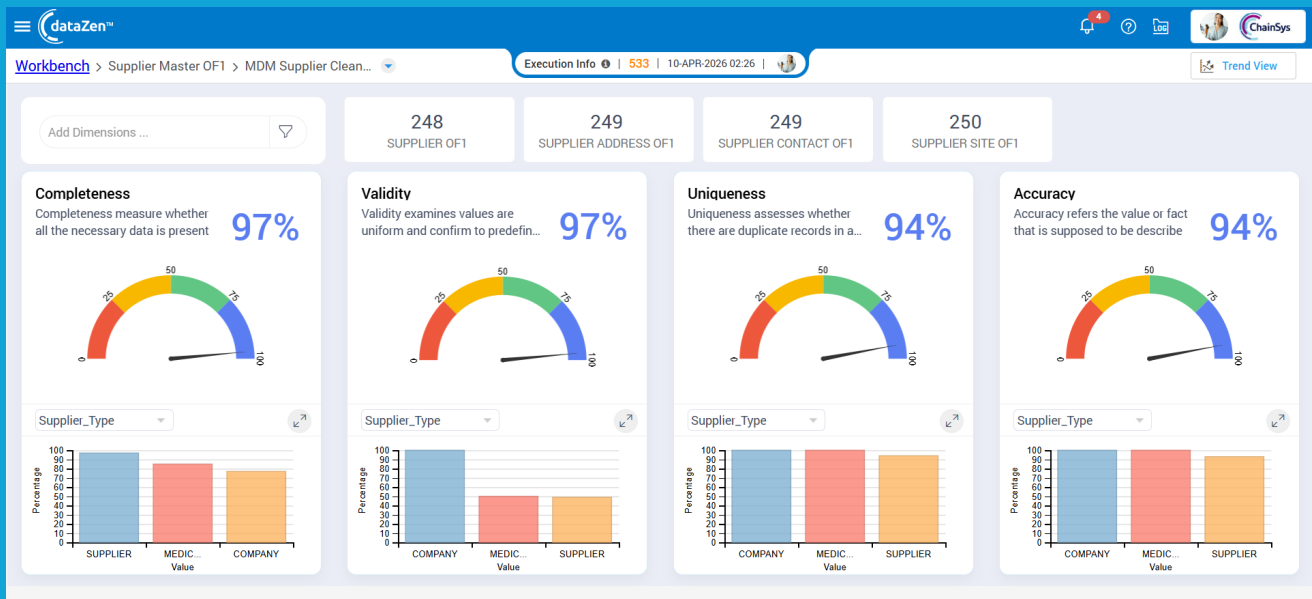 dataZen™
4
LOG
ChainSys
Workbench > Supplier Master OF1 > MDM Supplier Clean...
Execution Info | 533 | 10-APR-2026 02:26 |
Trend View
Add Dimensions ...
248
SUPPLIER OF1
249
SUPPLIER ADDRESS OF1
249
SUPPLIER CONTACT OF1
250
SUPPLIER SITE OF1
Completeness
Completeness measure whether
all the necessary data is present
97%
0
25
50
75
100
Supplier_Type
Percentage
100
90
80
70
60
50
40
30
20
10
0
SUPPLIER
MEDIC...
COMPANY
Value
Validity
Validity examines values are
uniform and confirm to predefin...
97%
0
25
50
75
100
Supplier_Type
Percentage
100
90
80
70
60
50
40
30
20
10
0
COMPANY
MEDIC...
SUPPLIER
Value
Uniqueness
Uniqueness assesses whether
there are duplicate records in a...
94%
0
25
50
75
100
Supplier_Type
Percentage
100
90
80
70
60
50
40
30
20
10
0
COMPANY
MEDIC...
SUPPLIER
Value
Accuracy
Accuracy refers the value or fact
that is supposed to be describe
94%
0
25
50
75
100
Supplier_Type
Percentage
100
90
80
70
60
50
40
30
20
10
0
COMPANY
MEDIC...
SUPPLIER
Value